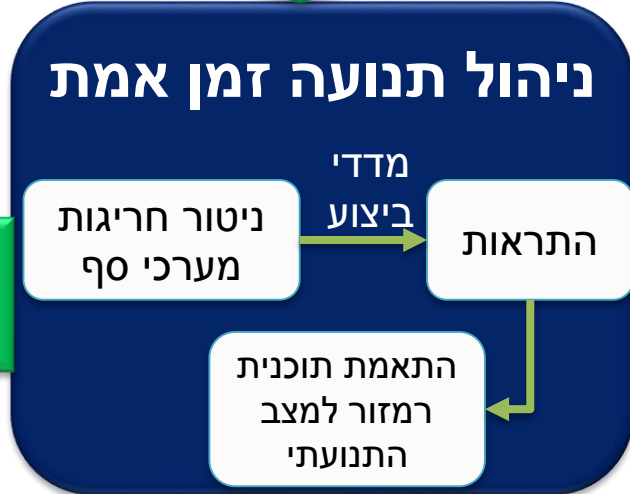 ניהול תנועה זמן אמת
מדדי
ביצוע
ניטור חריגות
מערכי סף
התראות
התאמת תוכנית
רמזור למצב
התנועתי